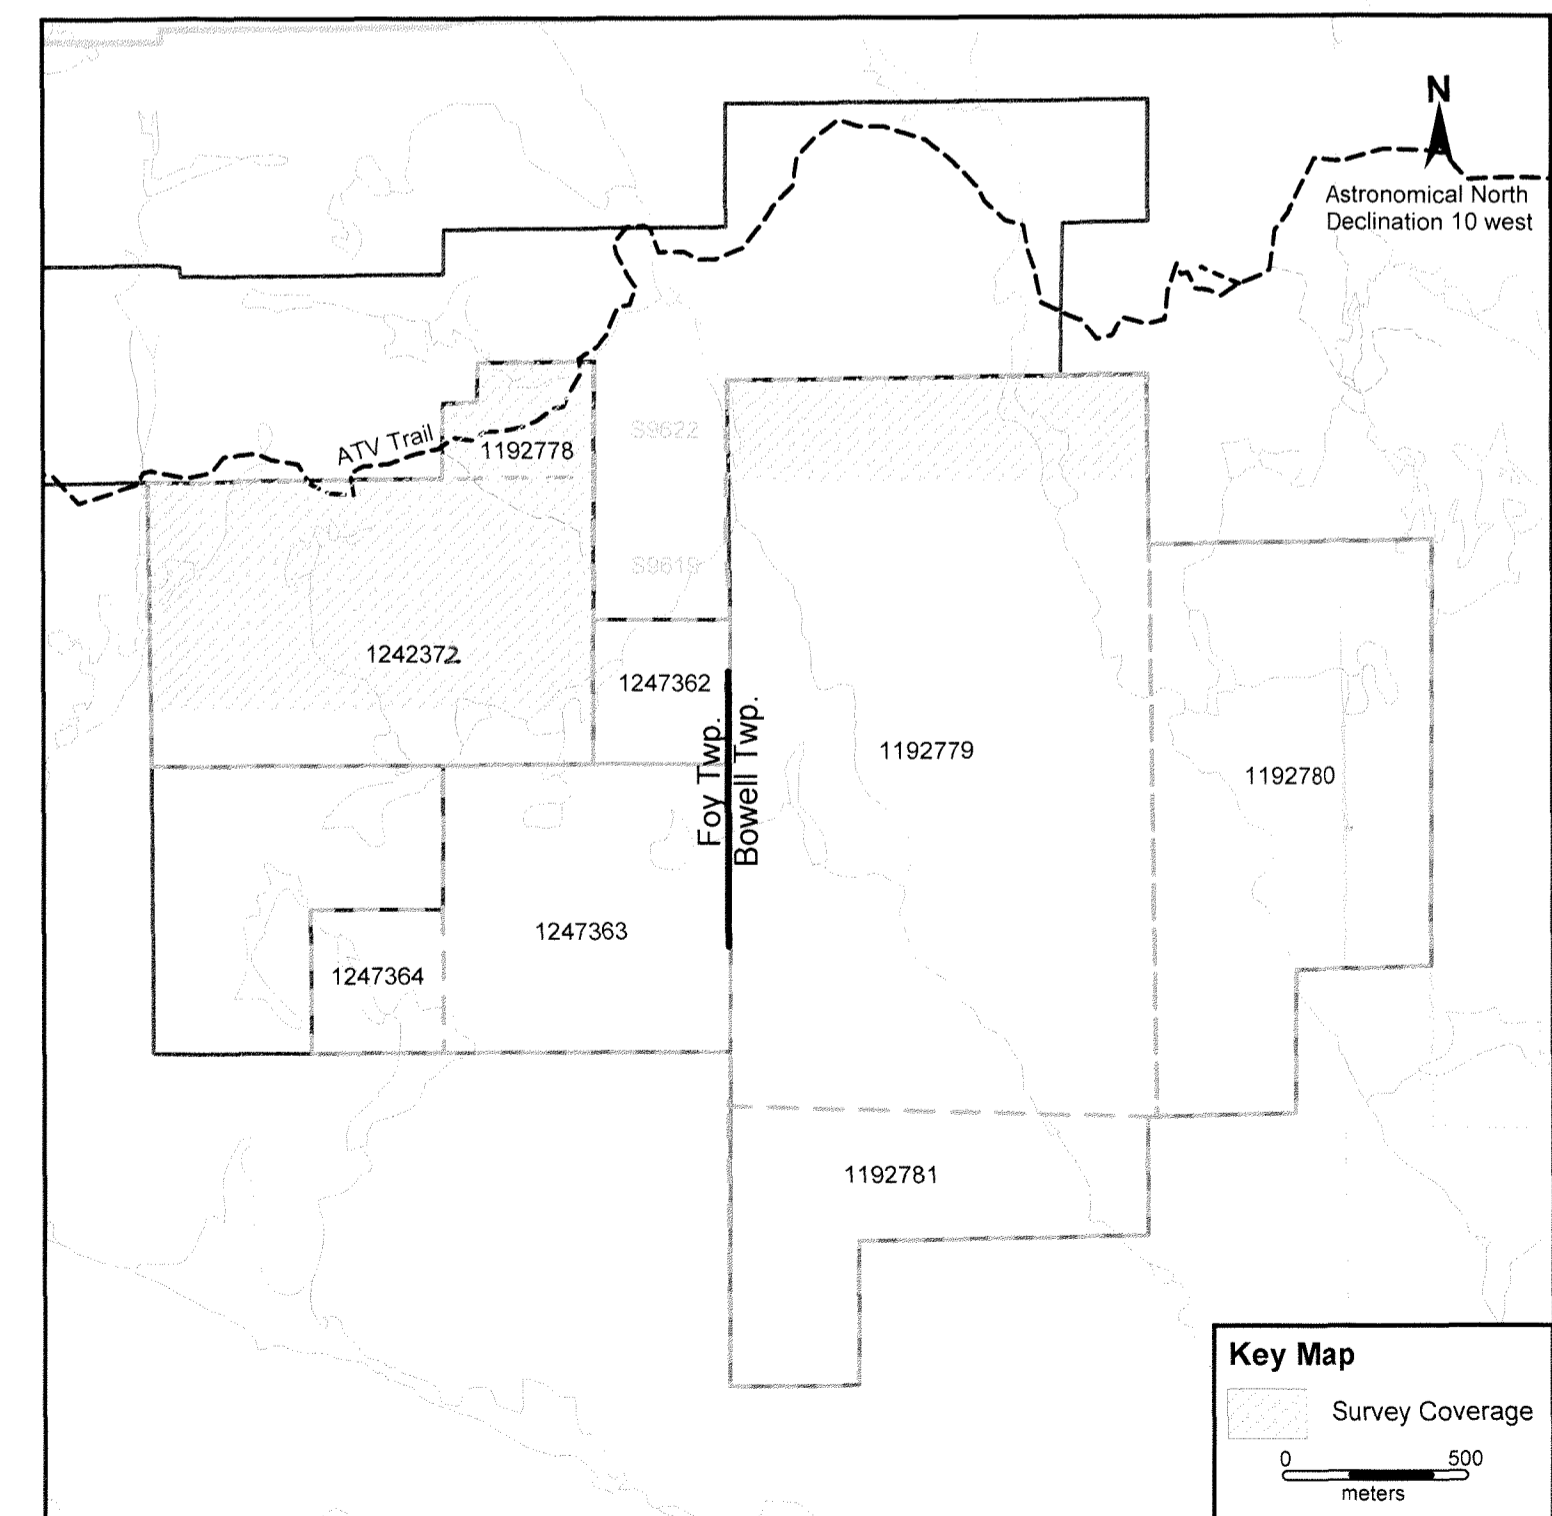 N
Astronomical North
Declination 10 west
ATV Trail
1192778
S9622
S9619
1242372
1247362
Foy Twp.
Bowell Twp.
1192779
1192780
1247363
1247364
1192781
Key Map
Survey Coverage
0 500
meters